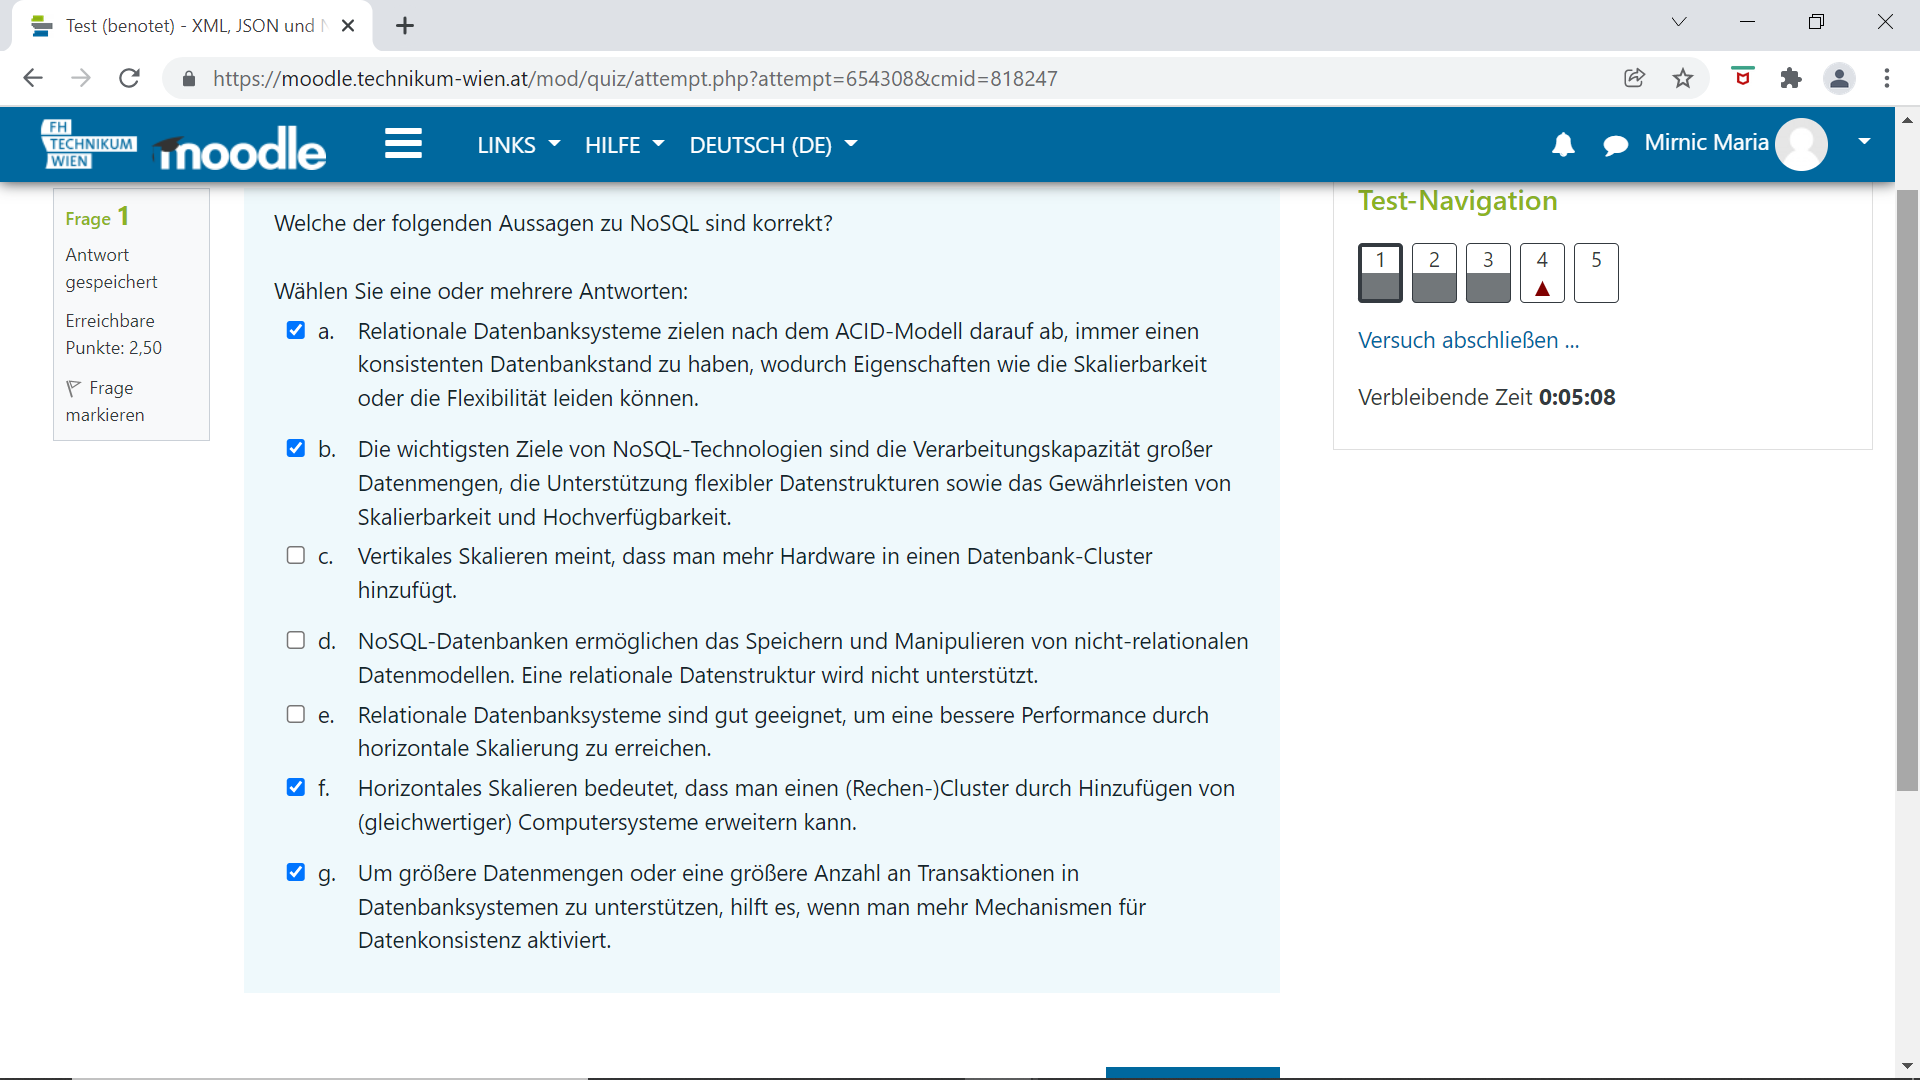 Test (benotet) - XML, JSON und N
https://moodle.technikum-wien.at/mod/quiz/attempt.php?attempt=654308&cmid=818247
FH
TECHNIKUM
WIEN
moodle
LINKS
HILFE
DEUTSCH (DE)
Mirnic Maria
Frage 1
Antwort
gespeichert
Erreichbare
Punkte: 2,50
Frage
markieren
Welche der folgenden Aussagen zu NoSQL sind korrekt?
Wählen Sie eine oder mehrere Antworten:
a. Relationale Datenbanksysteme zielen nach dem ACID-Modell darauf ab, immer einen
konsistenten Datenbankstand zu haben, wodurch Eigenschaften wie die Skalierbarkeit
oder die Flexibilität leiden können.
b. Die wichtigsten Ziele von NoSQL-Technologien sind die Verarbeitungskapazität großer
Datenmengen, die Unterstützung flexibler Datenstrukturen sowie das Gewährleisten von
Skalierbarkeit und Hochverfügbarkeit.
c. Vertikales Skalieren meint, dass man mehr Hardware in einen Datenbank-Cluster
hinzufügt.
d. NoSQL-Datenbanken ermöglichen das Speichern und Manipulieren von nicht-relationalen
Datenmodellen. Eine relationale Datenstruktur wird nicht unterstützt.
e. Relationale Datenbanksysteme sind gut geeignet, um eine bessere Performance durch
horizontale Skalierung zu erreichen.
f. Horizontales Skalieren bedeutet, dass man einen (Rechen-)Cluster durch Hinzufügen von
(gleichwertiger) Computersysteme erweitern kann.
g. Um größere Datenmengen oder eine größere Anzahl an Transaktionen in
Datenbanksystemen zu unterstützen, hilft es, wenn man mehr Mechanismen für
Datenkonsistenz aktiviert.
Test-Navigation
1 2 3 4 5
Versuch abschließen ...
Verbleibende Zeit 0:05:08